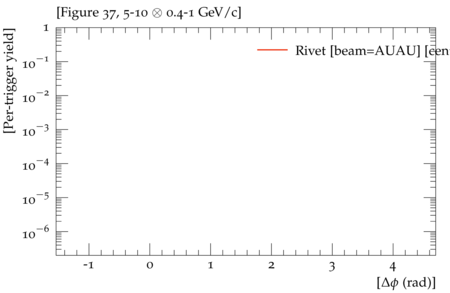 [Figure 37, 5-10 ⊗ 0.4-1 GeV/c]
[Per-trigger yield]
1
10⁻¹
10⁻²
10⁻³
10⁻⁴
10⁻⁵
10⁻⁶
Rivet [beam=AUAU] [cen
-1 0 1 2 3 4
[Δϕ (rad)]